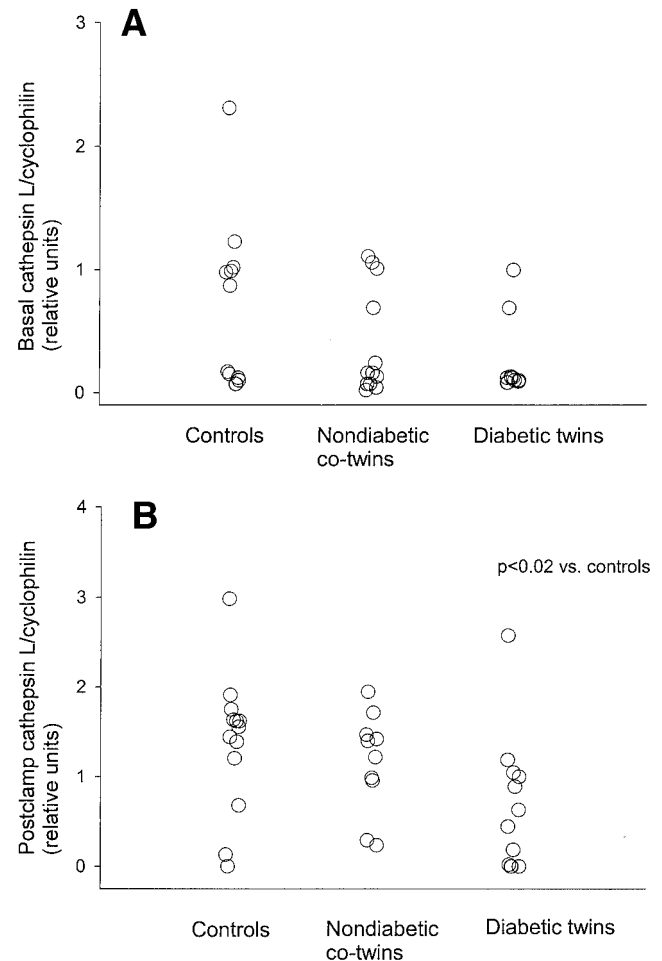 A
3
2
1
0
Basal cathepsin L/cyclophilin
(relative units)
Controls
Nondiabetic
co-twins
Diabetic twins
B
4
3
2
1
0
Postclamp cathepsin L/cyclophilin
(relative units)
p<0.02 vs. controls
Controls
Nondiabetic
co-twins
Diabetic twins